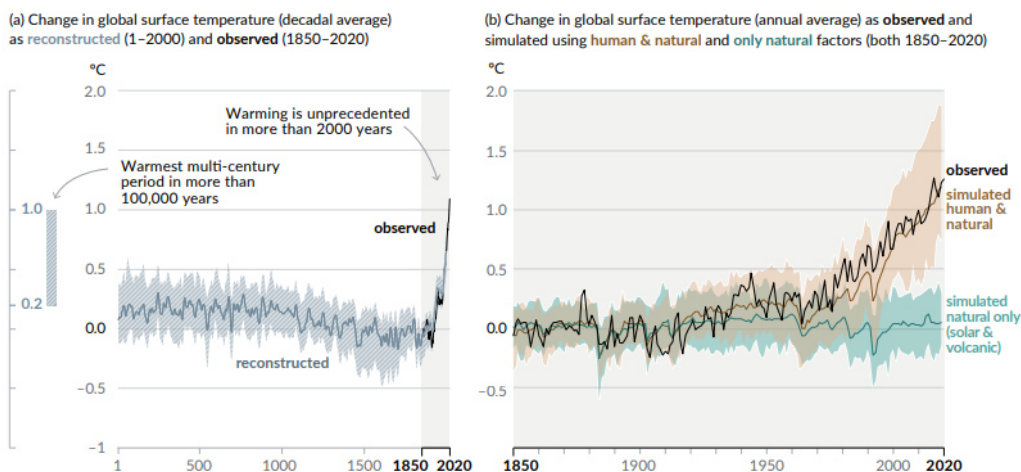 (a) Change in global surface temperature (decadal average)
as reconstructed (1–2000) and observed (1850–2020)
°C
2.0
1.5
1.0
0.5
0.0
−0.5
−1
1.0
0.2
Warming is unprecedented
in more than 2000 years
Warmest multi-century
period in more than
100,000 years
observed
reconstructed
1
500
1000
1500
1850 2020
(b) Change in global surface temperature (annual average) as observed and
simulated using human & natural and only natural factors (both 1850–2020)
°C
2.0
1.5
1.0
0.5
0.0
−0.5
observed
simulated
human &
natural
simulated
natural only
(solar &
volcanic)
1850
1900
1950
2000
2020